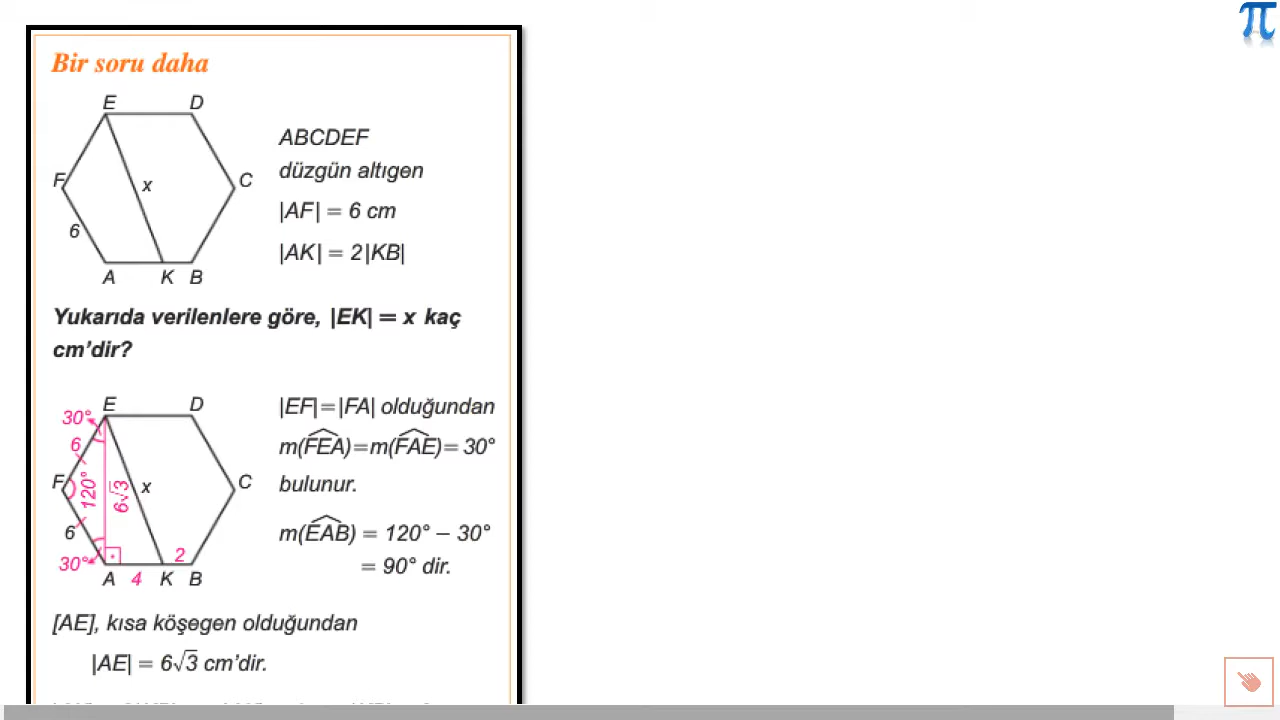 Bir soru daha
E D
F x C
6
A K B
ABCDEF
düzgün altıgen
|AF| = 6 cm
|AK| = 2|KB|
Yukarıda verilenlere göre, |EK| = x kaç
cm'dir?
E D
30°
6
F 120° 6√3 x C
6
30° 2
A 4 K B
|EF|=|FA| olduğundan
m(FEA)=m(FAE)= 30°
bulunur.
m(EAB) = 120° − 30°
= 90° dir.
[AE], kısa köşegen olduğundan
|AE| = 6√3 cm'dir.
π